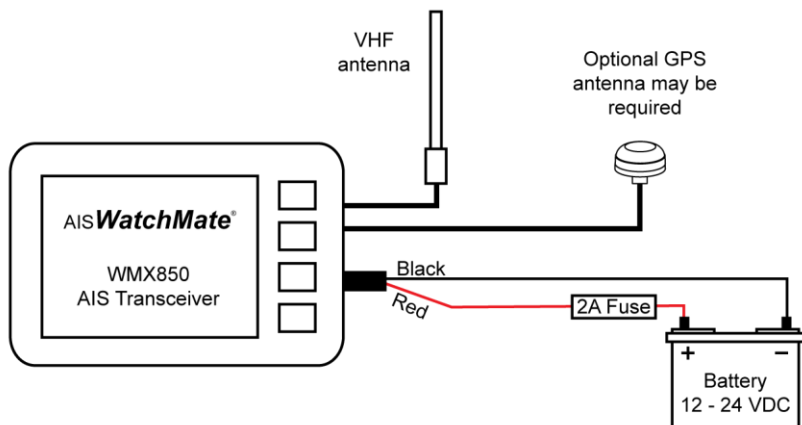 VHF
antenna
Optional GPS
antenna may be
required
AIS WatchMate®
WMX850
AIS Transceiver
Black
Red
2A Fuse
+ −
Battery
12 - 24 VDC